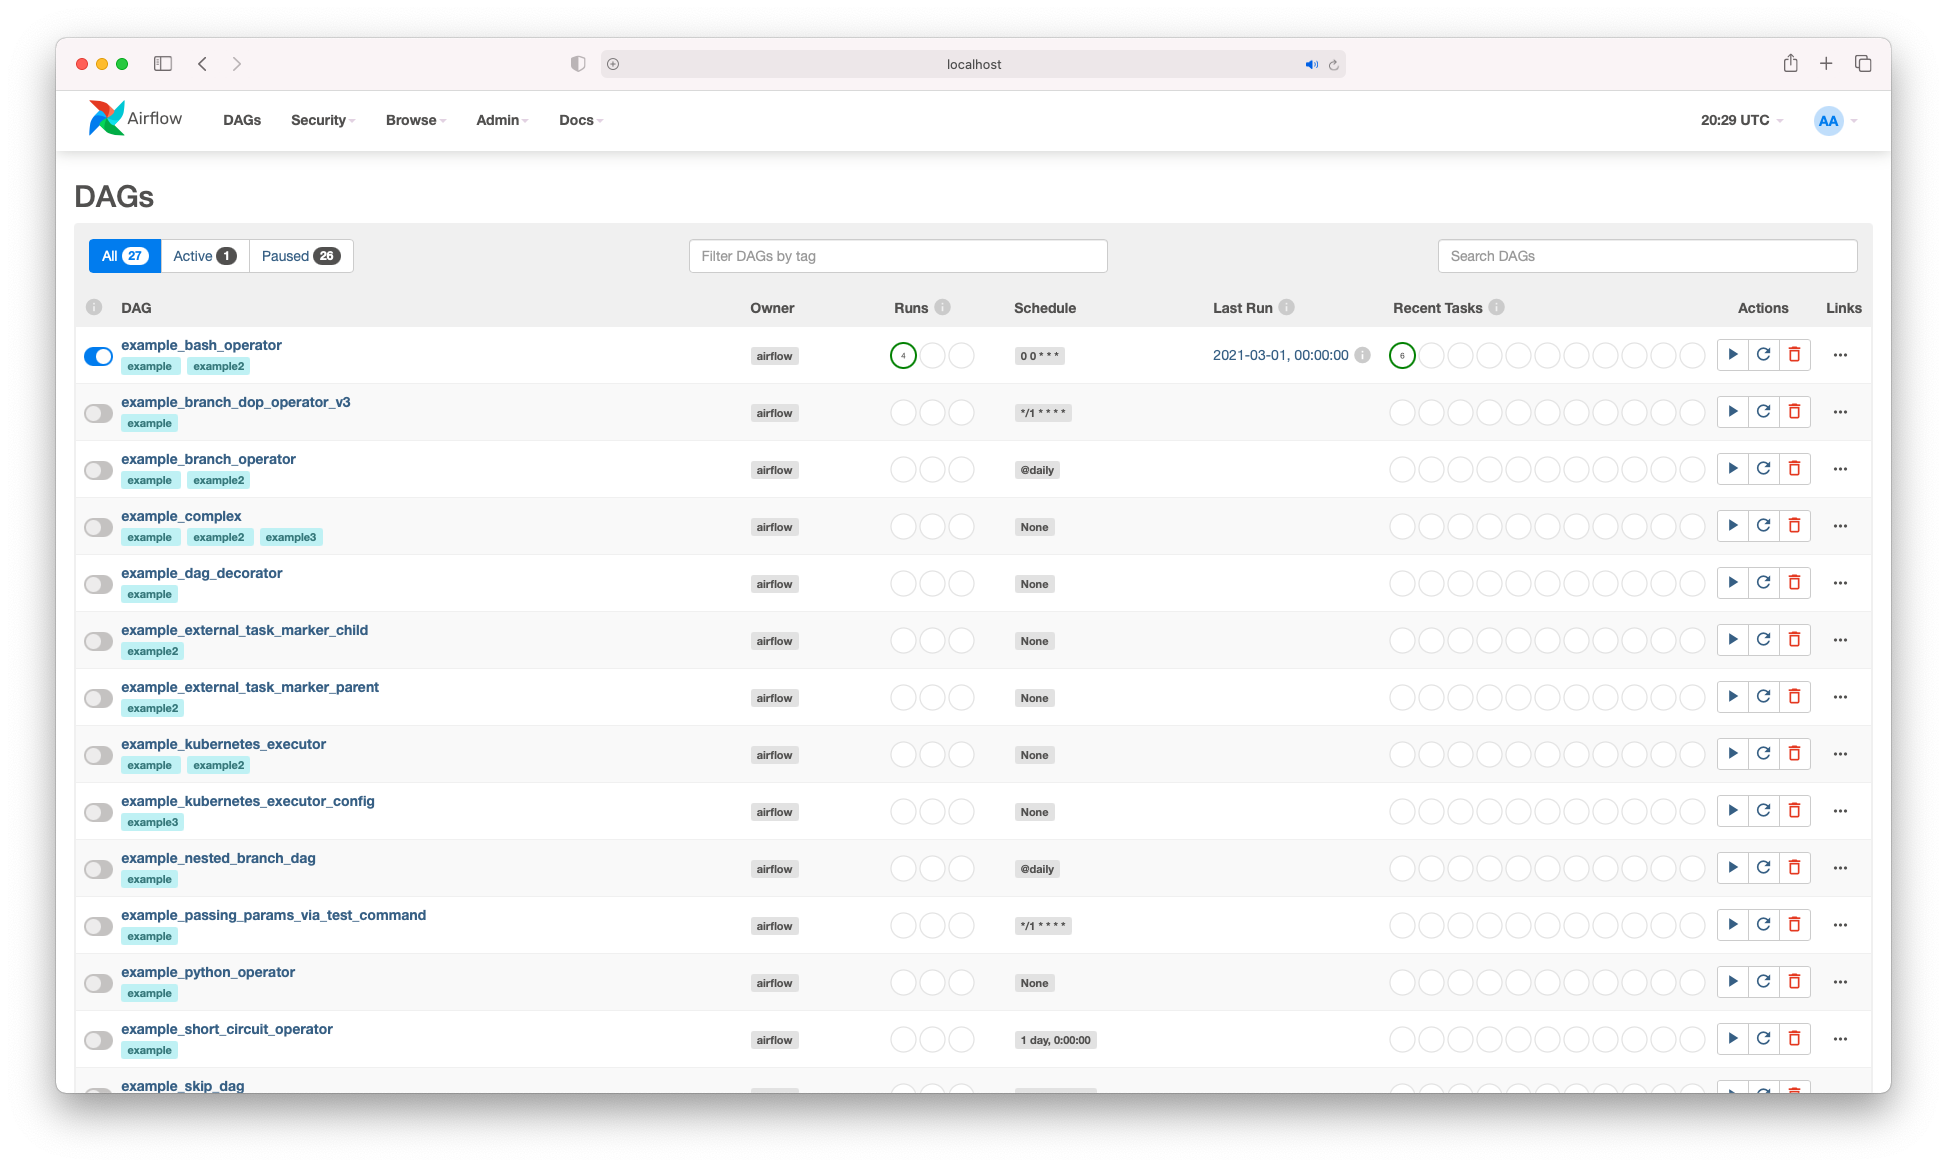 localhost
Airflow DAGs Security Browse Admin Docs 20:29 UTC AA
DAGs
All 27 Active 1 Paused 26 Filter DAGs by tag Search DAGs
DAG Owner Runs Schedule Last Run Recent Tasks Actions Links
example_bash_operator
example example2 airflow 4 0 0 * * * 2021-03-01, 00:00:00 6
example_branch_dop_operator_v3
example airflow */1 * * * *
example_branch_operator
example example2 airflow @daily
example_complex
example example2 example3 airflow None
example_dag_decorator
example airflow None
example_external_task_marker_child
example2 airflow None
example_external_task_marker_parent
example2 airflow None
example_kubernetes_executor
example example2 airflow None
example_kubernetes_executor_config
example3 airflow None
example_nested_branch_dag
example airflow @daily
example_passing_params_via_test_command
example airflow */1 * * * *
example_python_operator
example airflow None
example_short_circuit_operator
example airflow 1 day, 0:00:00
example_skip_dag